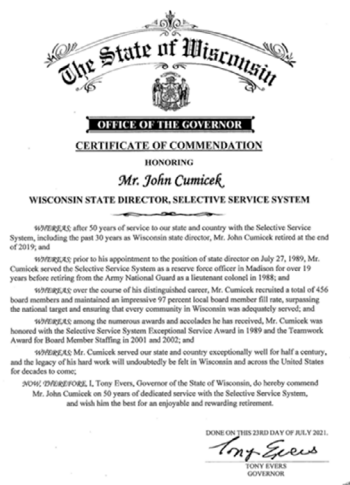 The State of Wisconsin
OFFICE OF THE GOVERNOR
CERTIFICATE OF COMMENDATION
HONORING
Mr. John Cumicek
WISCONSIN STATE DIRECTOR, SELECTIVE SERVICE SYSTEM
WHEREAS; after 50 years of service to our state and country with the Selective Service
System, including the past 30 years as Wisconsin state director, Mr. John Cumicek retired at the end
of 2019; and
WHEREAS; prior to his appointment to the position of state director on July 27, 1989, Mr.
Cumicek served the Selective Service System as a reserve force officer in Madison for over 19
years before retiring from the Army National Guard as a lieutenant colonel in 1988; and
WHEREAS; over the course of his distinguished career, Mr. Cumicek recruited a total of 456
board members and maintained an impressive 97 percent local board member fill rate, surpassing
the national target and ensuring that every community in Wisconsin was adequately served; and
WHEREAS; among the numerous awards and accolades he has received, Mr. Cumicek was
honored with the Selective Service System Exceptional Service Award in 1989 and the Teamwork
Award for Board Member Staffing in 2001 and 2002; and
WHEREAS; Mr. Cumicek served our state and country exceptionally well for half a century,
and the legacy of his hard work will undoubtedly be felt in Wisconsin and across the United States
for decades to come;
NOW, THEREFORE, I, Tony Evers, Governor of the State of Wisconsin, do hereby commend
Mr. John Cumicek on 50 years of dedicated service with the Selective Service System,
and wish him the best for an enjoyable and rewarding retirement.
DONE ON THIS 23RD DAY OF JULY 2021.
Tony Evers
TONY EVERS
GOVERNOR